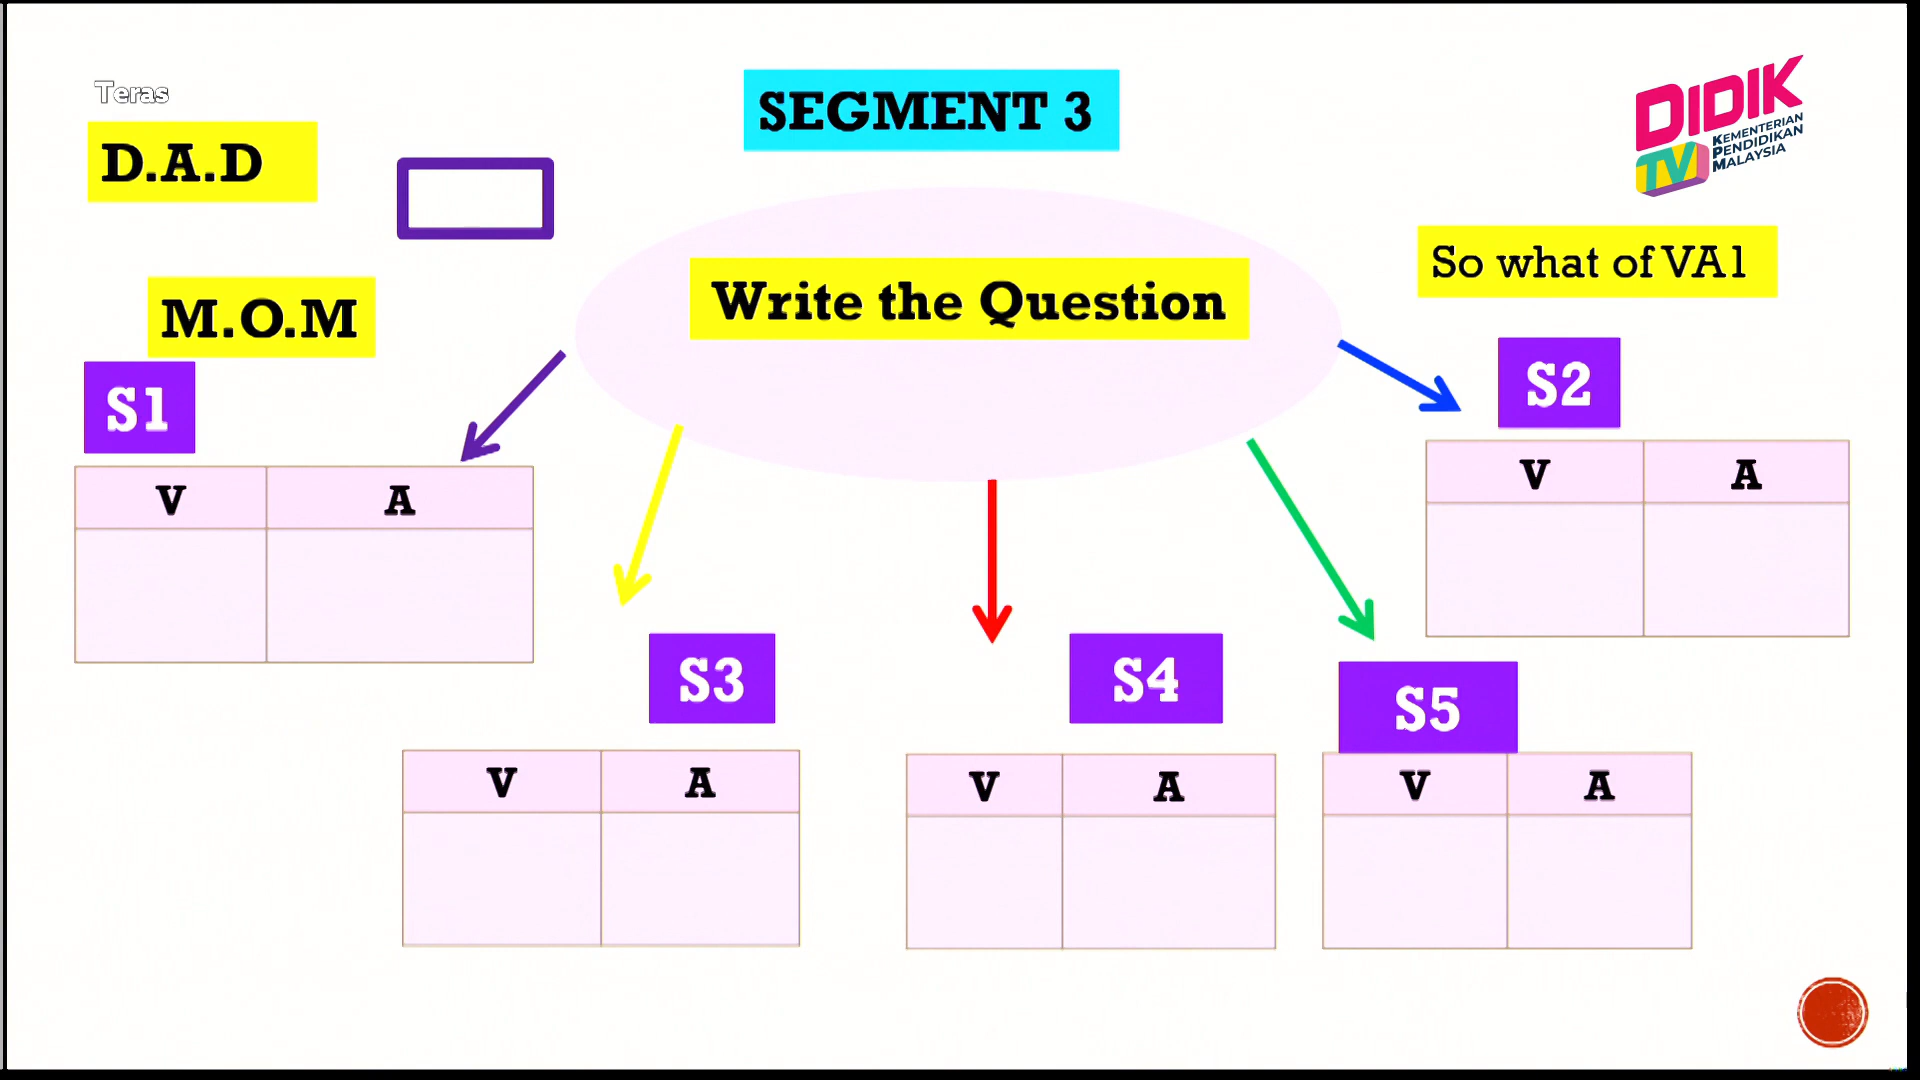 Teras
SEGMENT 3
DIDIK
TV
KEMENTERIAN
PENDIDIKAN
MALAYSIA
D.A.D
So what of VA1
Write the Question
M.O.M
S1
S2
V A
V A
S3
S4
S5
V A
V A
V A